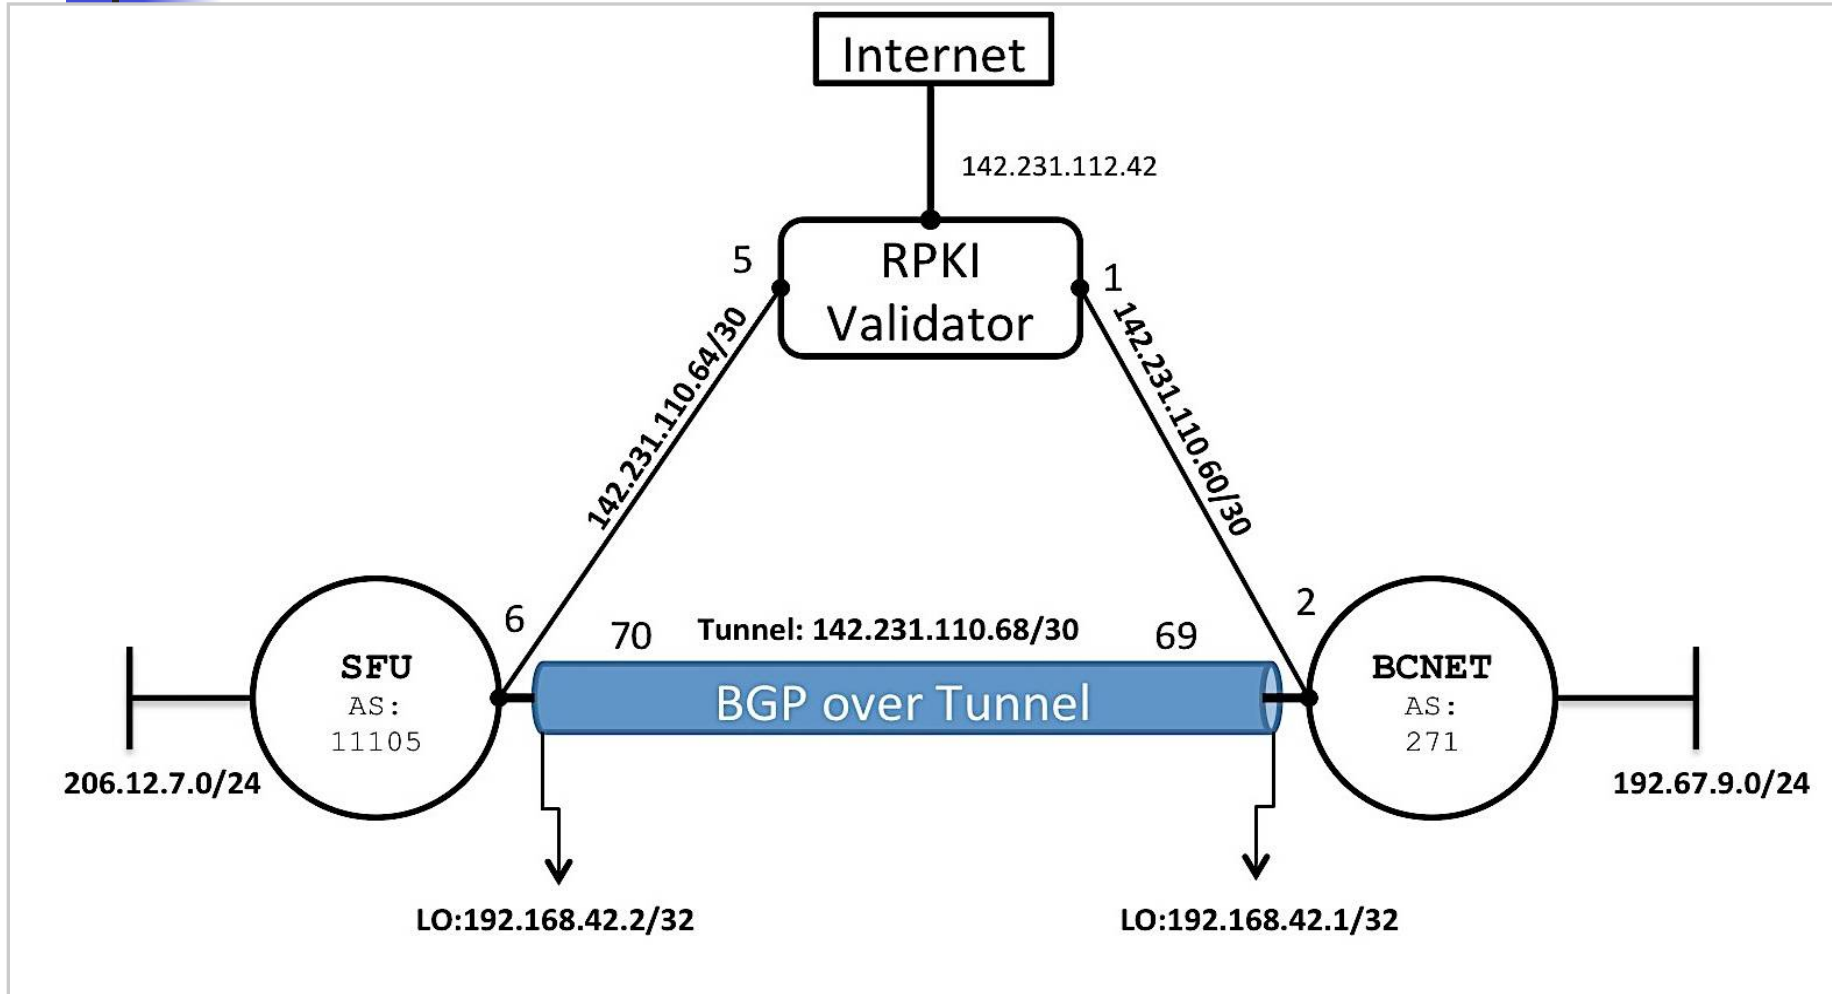 Internet
142.231.112.42
RPKI
Validator
5
1
142.231.110.64/30
142.231.110.60/30
6
2
70
Tunnel: 142.231.110.68/30
69
SFU
AS:
11105
BGP over Tunnel
BCNET
AS:
271
206.12.7.0/24
192.67.9.0/24
LO:192.168.42.2/32
LO:192.168.42.1/32